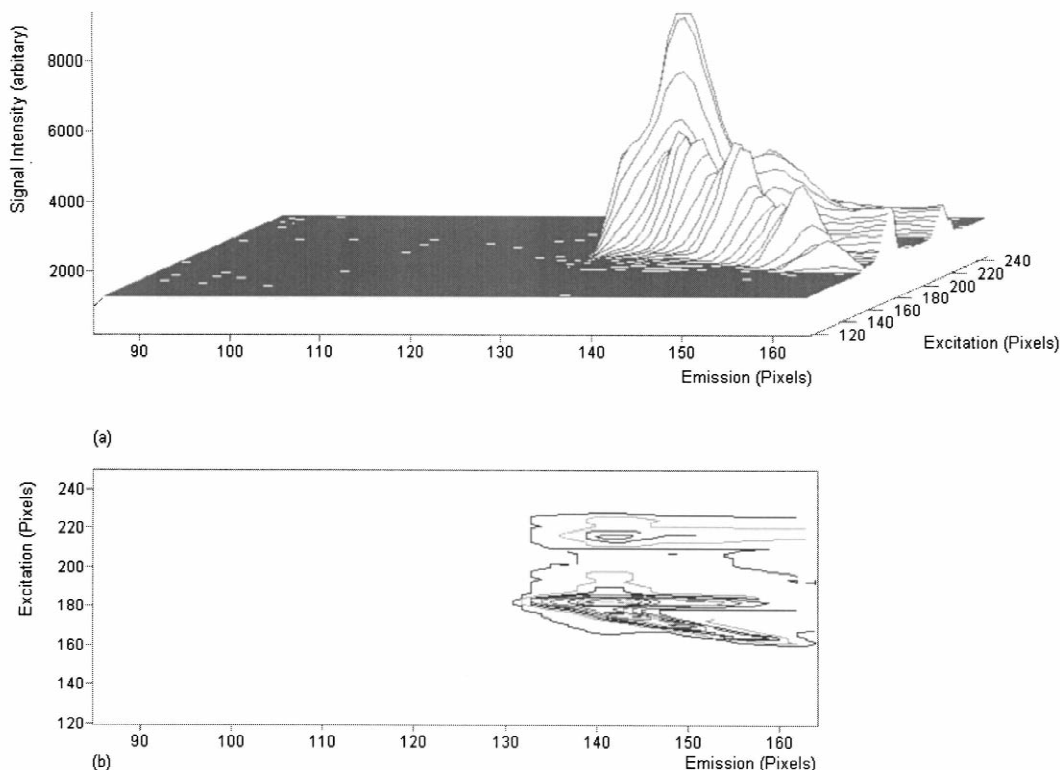 Signal Intensity (arbitary)
8000
6000
4000
2000
90 100 110 120 130 140 150 160
Emission (Pixels)
120 140 160 180 200 220 240
Excitation (Pixels)
(a)
Excitation (Pixels)
240
220
200
180
160
140
120
90 100 110 120 130 140 150 160
Emission (Pixels)
(b)